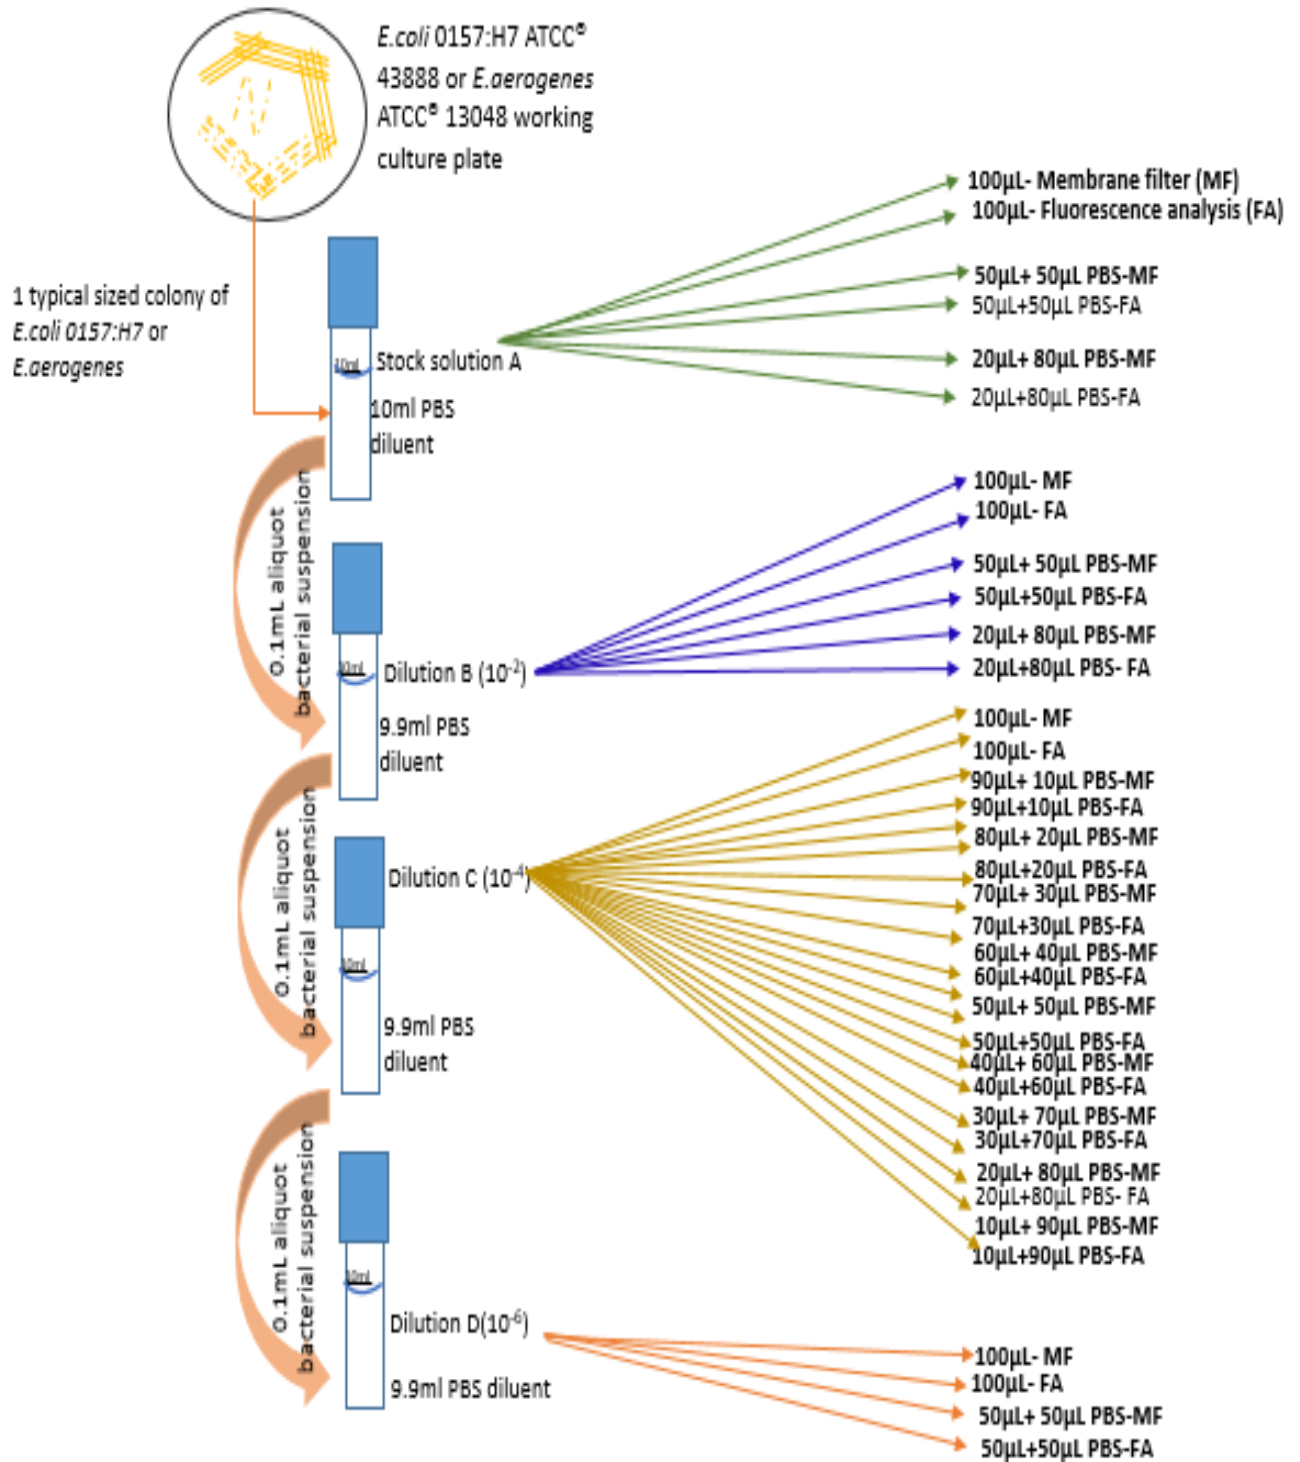 E.coli 0157:H7 ATCC®
43888 or E.aerogenes
ATCC® 13048 working
culture plate
1 typical sized colony of
E.coli 0157:H7 or
E.aerogenes
10ml
Stock solution A
10ml PBS
diluent
100µL- Membrane filter (MF)
100µL- Fluorescence analysis (FA)
50µL+ 50µL PBS-MF
50µL+50µL PBS-FA
20µL+ 80µL PBS-MF
20µL+80µL PBS-FA
0.1mL aliquot
bacterial suspension
10ml
Dilution B (10-2)
9.9ml PBS
diluent
100µL- MF
100µL- FA
50µL+ 50µL PBS-MF
50µL+50µL PBS-FA
20µL+ 80µL PBS-MF
20µL+80µL PBS- FA
0.1mL aliquot
bacterial suspension
Dilution C (10-4)
10ml
9.9ml PBS
diluent
100µL- MF
100µL- FA
90µL+ 10µL PBS-MF
90µL+10µL PBS-FA
80µL+ 20µL PBS-MF
80µL+20µL PBS-FA
70µL+ 30µL PBS-MF
70µL+30µL PBS-FA
60µL+ 40µL PBS-MF
60µL+40µL PBS-FA
50µL+ 50µL PBS-MF
50µL+50µL PBS-FA
40µL+ 60µL PBS-MF
40µL+60µL PBS-FA
30µL+ 70µL PBS-MF
30µL+70µL PBS-FA
20µL+ 80µL PBS-MF
20µL+80µL PBS- FA
10µL+ 90µL PBS-MF
10µL+90µL PBS-FA
0.1mL aliquot
bacterial suspension
10ml
Dilution D(10-6)
9.9ml PBS diluent
100µL- MF
100µL- FA
50µL+ 50µL PBS-MF
50µL+50µL PBS-FA